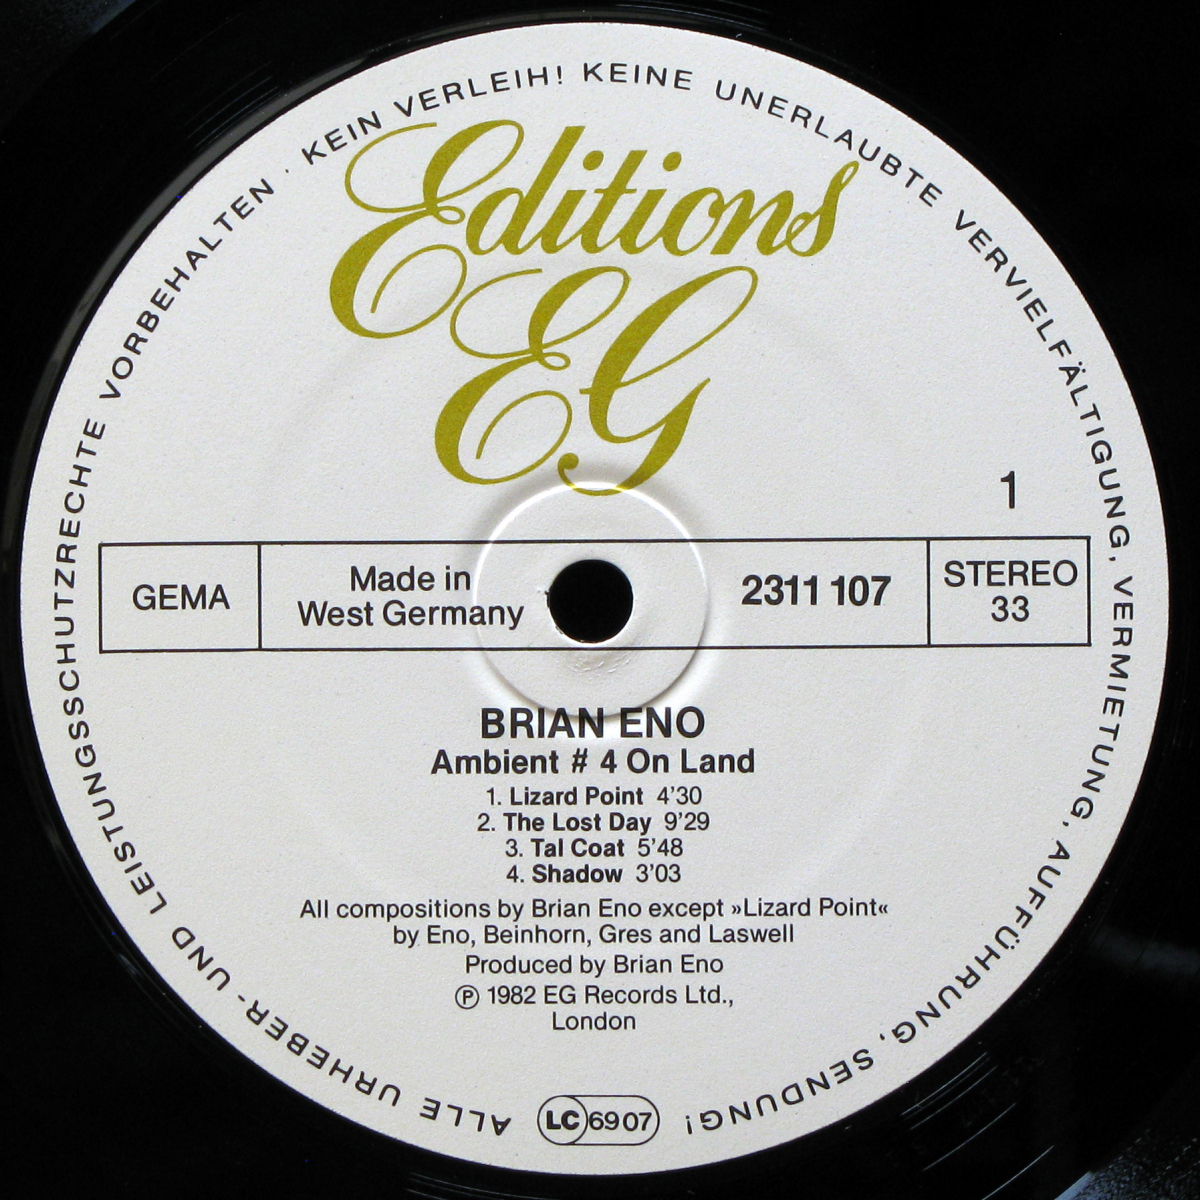 ALLE URHEBER- UND LEISTUNGSSCHUTZRECHTE VORBEHALTEN · KEIN VERLEIH! KEINE UNERLAUBTE VERVIELFÄLTIGUNG, VERMIETUNG, AUFFÜHRUNG, SENDUNG!
Editions
EG
1
GEMA
Made in
West Germany
2311 107
STEREO
33
BRIAN ENO
Ambient # 4 On Land
1. Lizard Point 4'30
2. The Lost Day 9'29
3. Tal Coat 5'48
4. Shadow 3'03
All compositions by Brian Eno except »Lizard Point«
by Eno, Beinhorn, Gres and Laswell
Produced by Brian Eno
℗ 1982 EG Records Ltd.,
London
LC 6907